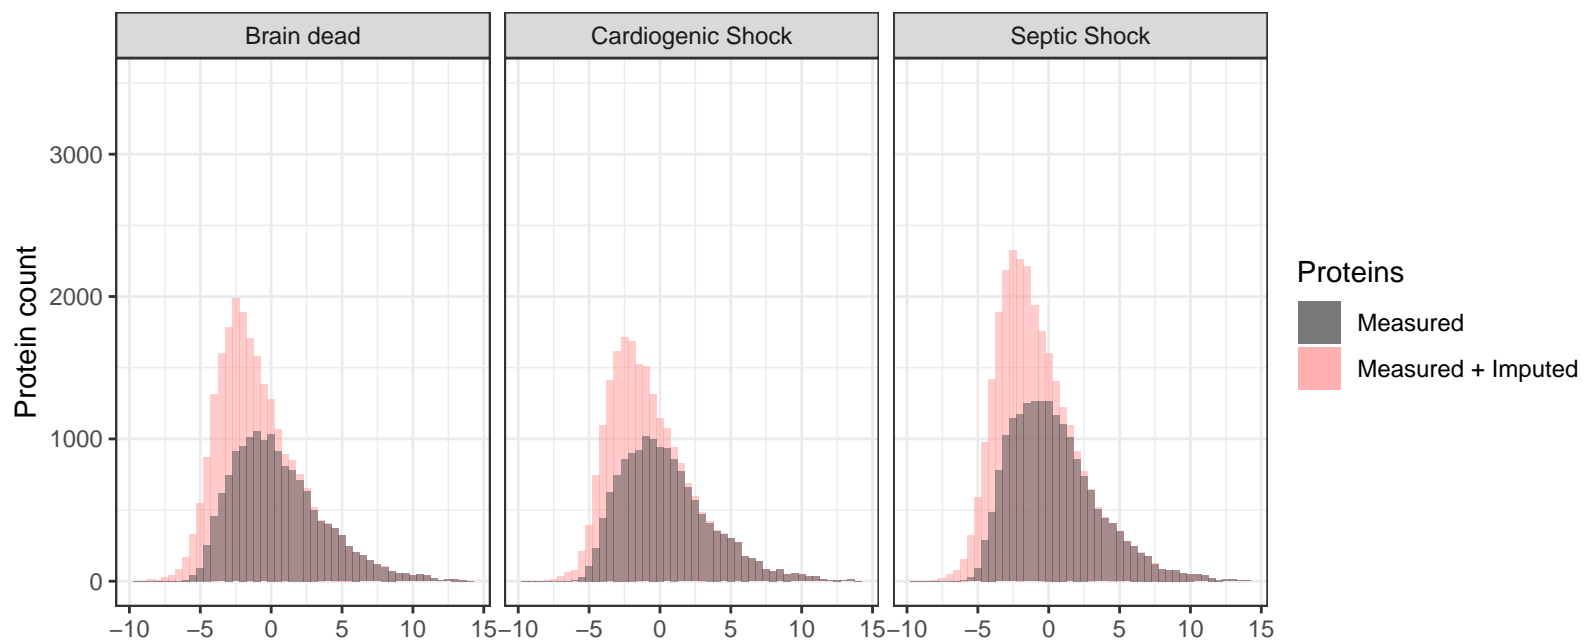 Brain dead Cardiogenic Shock Septic Shock
3000
2000
1000
0
Protein count
−10 −5 0 5 10 15 −10 −5 0 5 10 15 −10 −5 0 5 10 15
Proteins
Measured
Measured + Imputed